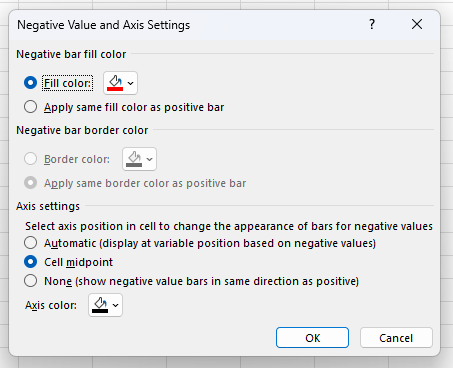 Negative Value and Axis Settings ?
Negative bar fill color
Fill color:
Apply same fill color as positive bar
Negative bar border color
Border color:
Apply same border color as positive bar
Axis settings
Select axis position in cell to change the appearance of bars for negative values
Automatic (display at variable position based on negative values)
Cell midpoint
None (show negative value bars in same direction as positive)
Axis color:
OK Cancel